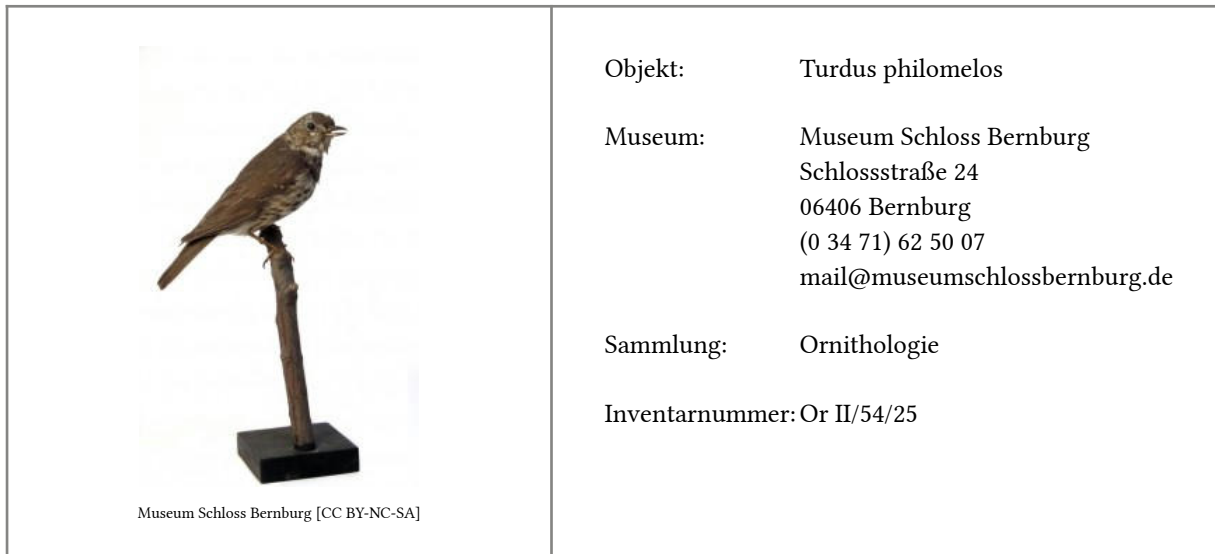 Museum Schloss Bernburg [CC BY-NC-SA]
Objekt: Turdus philomelos
Museum: Museum Schloss Bernburg
Schlossstraße 24
06406 Bernburg
(0 34 71) 62 50 07
mail@museumschlossbernburg.de
Sammlung: Ornithologie
Inventarnummer: Or II/54/25